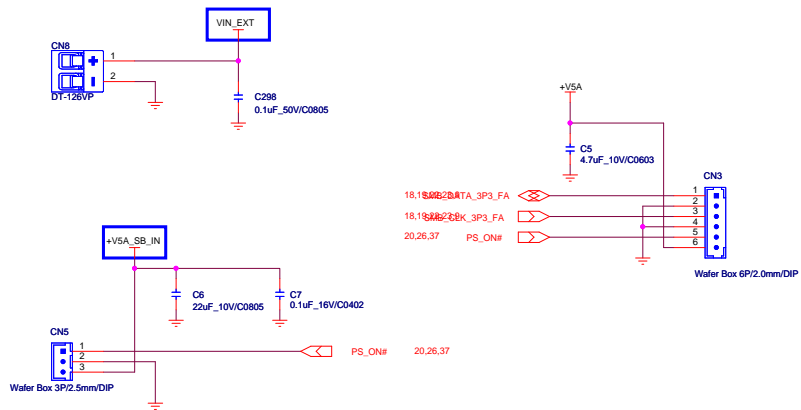 VIN_EXT
CN8
1
2
DT-126VP
C298
0.1uF_50V/C0805
+V5A
C5
4.7uF_10V/C0603
CN3
1
2
3
4
5
6
Wafer Box 6P/2.0mm/DIP
SMB_DATA_3P3_FA
SMB_CLK_3P3_FA
20,26,37
PS_ON#
+V5A_SB_IN
C6
22uF_10V/C0805
C7
0.1uF_16V/C0402
CN5
1
2
3
Wafer Box 3P/2.5mm/DIP
PS_ON#
20,26,37